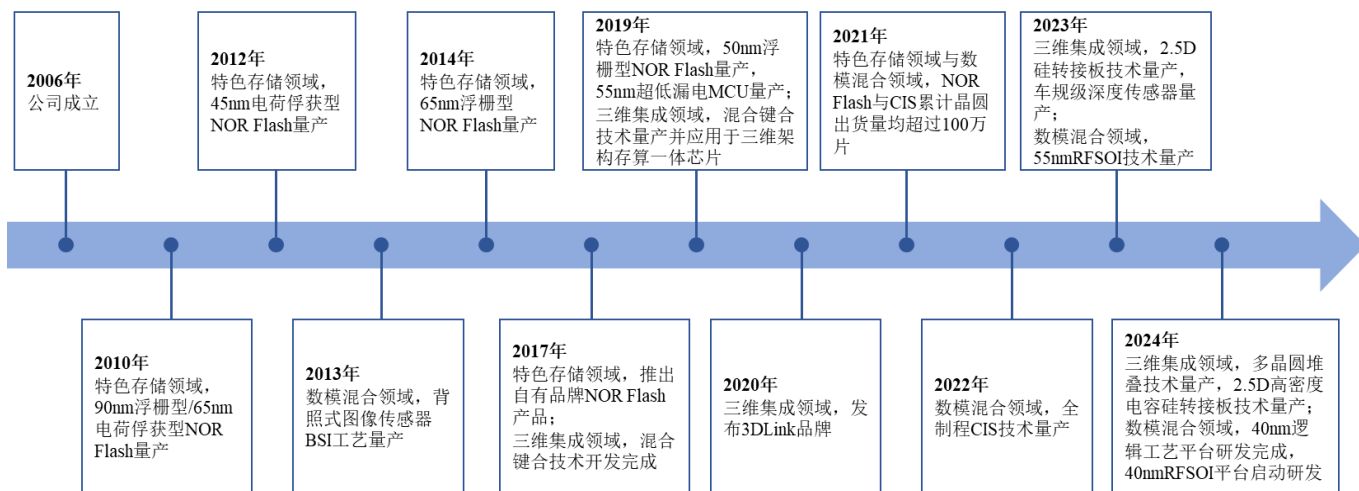 2006年
公司成立
2010年
特色存储领域，
90nm浮栅型/65nm
电荷俘获型NOR
Flash量产
2012年
特色存储领域，
45nm电荷俘获型
NOR Flash量产
2013年
数模混合领域，背
照式图像传感器
BSI工艺量产
2014年
特色存储领域，
65nm浮栅型
NOR Flash量产
2017年
特色存储领域，推出
自有品牌NOR Flash
产品；
三维集成领域，混合
键合技术开发完成
2019年
特色存储领域，50nm浮
栅型NOR Flash量产，
55nm超低漏电MCU量产；
三维集成领域，混合键合
技术量产并应用于三维架
构存算一体芯片
2020年
三维集成领域，发
布3DLink品牌
2021年
特色存储领域与数
模混合领域，NOR
Flash与CIS累计晶圆
出货量均超过100万
片
2022年
数模混合领域，全
制程CIS技术量产
2023年
三维集成领域，2.5D
硅转接板技术量产，
车规级深度传感器量
产；
数模混合领域，
55nmRFSOI技术量产
2024年
三维集成领域，多晶圆堆
叠技术量产，2.5D高密度
电容硅转接板技术量产；
数模混合领域，40nm逻
辑工艺平台研发完成，
40nmRFSOI平台启动研发